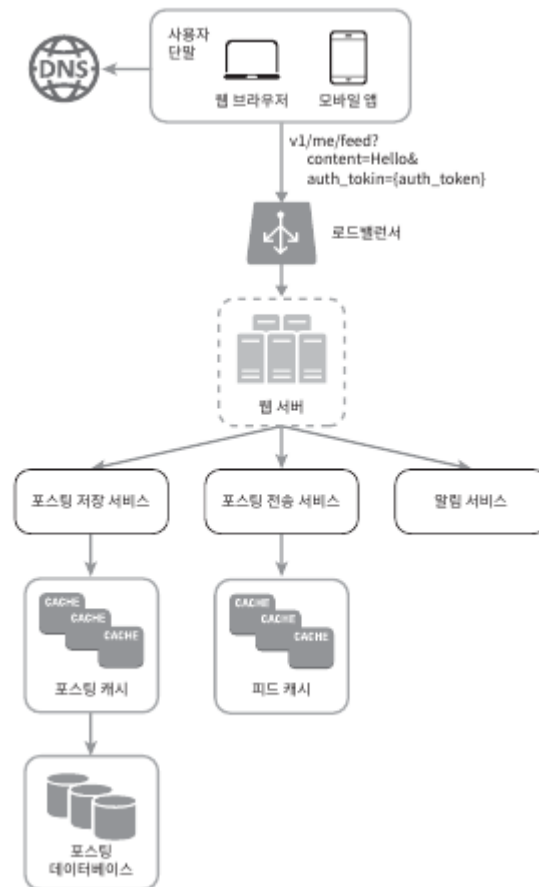 사용자
단말
DNS
웹 브라우저
모바일 앱
v1/me/feed?
content=Hello&
auth_tokin={auth_token}
로드밸런서
웹 서버
포스팅 저장 서비스
포스팅 전송 서비스
알림 서비스
CACHE
CACHE
CACHE
포스팅 캐시
CACHE
CACHE
CACHE
피드 캐시
포스팅
데이터베이스